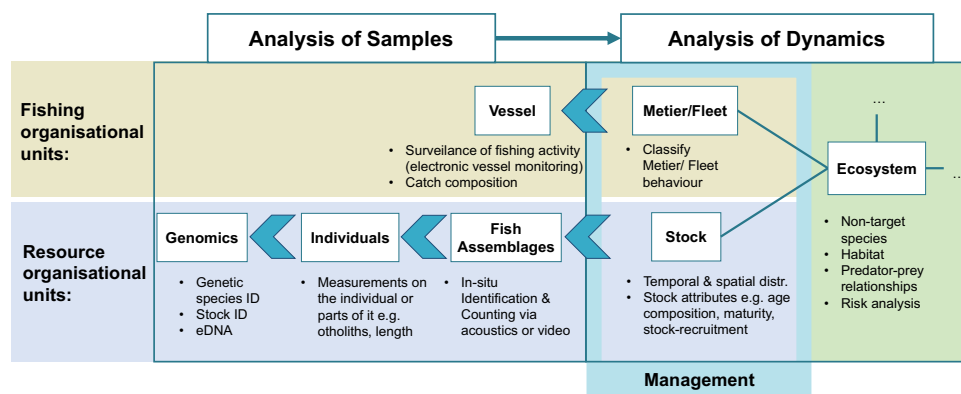 Analysis of Samples
Analysis of Dynamics
Fishing
organisational
units:
Vessel
• Surveilance of fishing activity
(electronic vessel monitoring)
• Catch composition
Metier/Fleet
• Classify
Metier/ Fleet
behaviour
...
Ecosystem
...
• Non-target
species
• Habitat
• Predator-prey
relationships
• Risk analysis
Resource
organisational
units:
Genomics
• Genetic
species ID
• Stock ID
• eDNA
Individuals
• Measurements on
the individual or
parts of it e.g.
otholiths, length
Fish
Assemblages
• In-situ
Identification &
Counting via
acoustics or video
Stock
• Temporal & spatial distr.
• Stock attributes e.g. age
composition, maturity,
stock-recruitment
Management